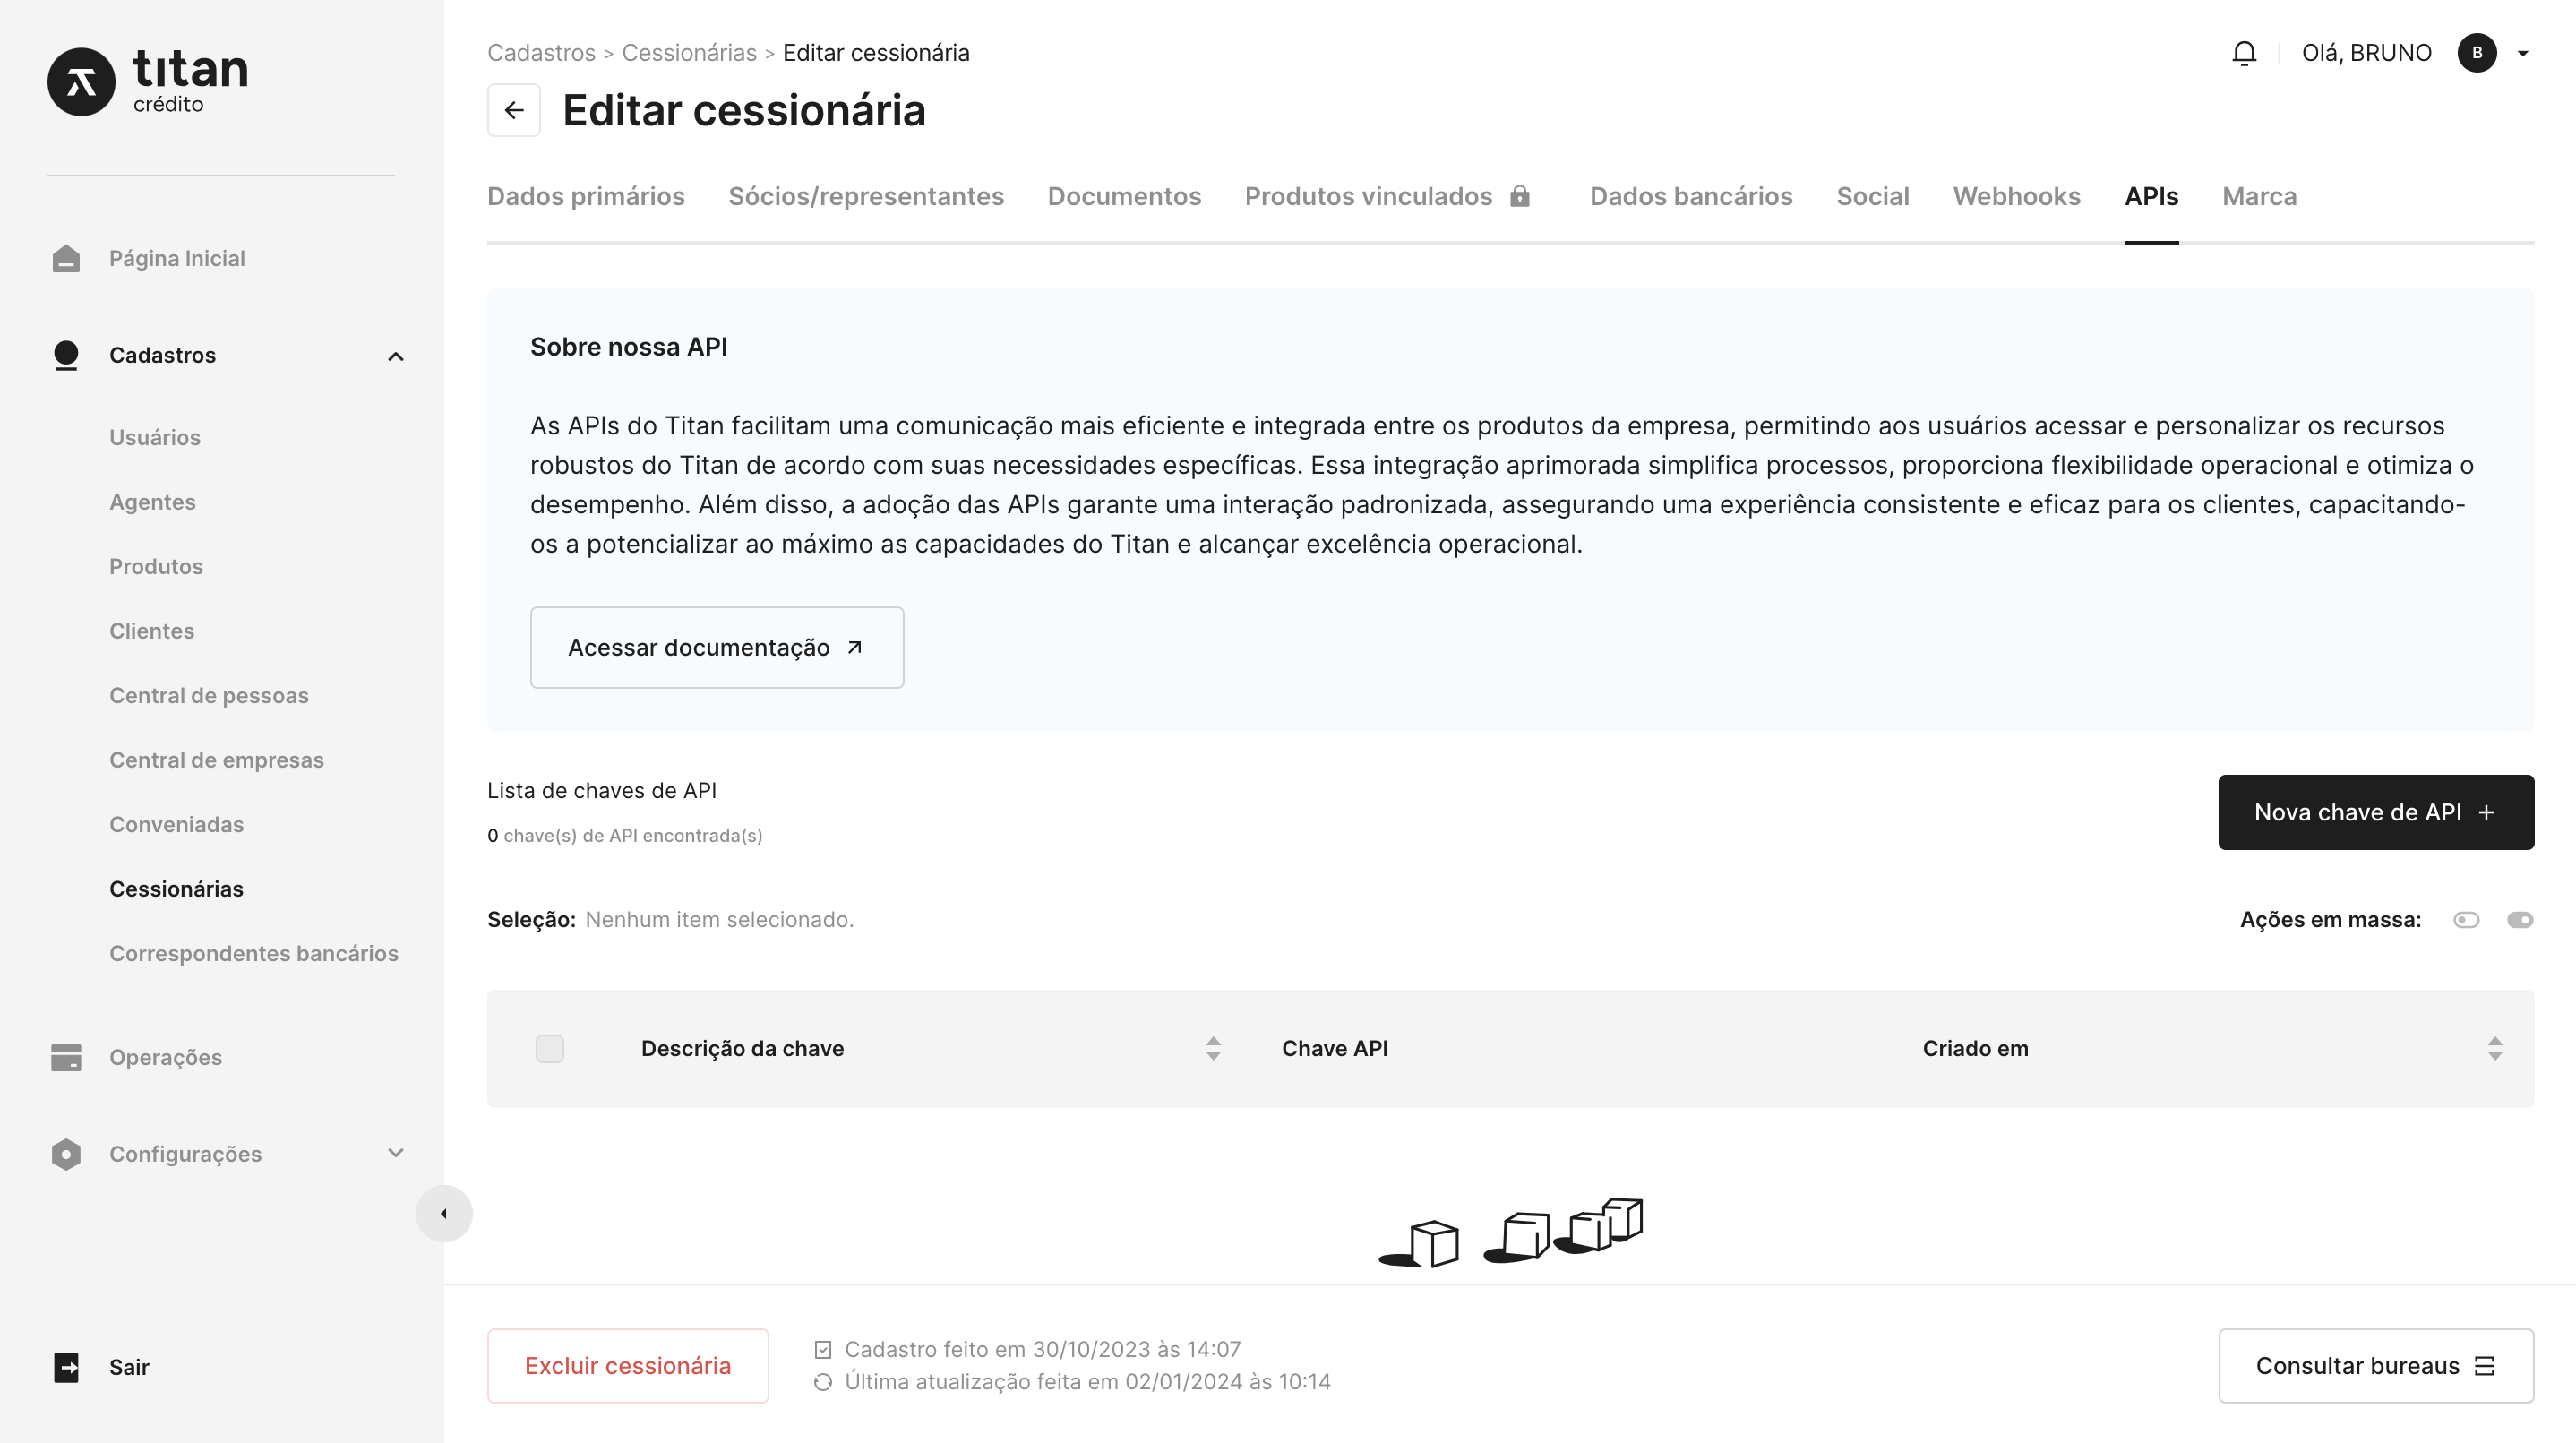 tıtan
crédito
Página Inicial
Cadastros
Usuários
Agentes
Produtos
Clientes
Central de pessoas
Central de empresas
Conveniadas
Cessionárias
Correspondentes bancários
Operações
Configurações
Sair
Cadastros > Cessionárias > Editar cessionária
Olá, BRUNO B
Editar cessionária
Dados primários Sócios/representantes Documentos Produtos vinculados Dados bancários Social Webhooks APIs Marca
Sobre nossa API
As APIs do Titan facilitam uma comunicação mais eficiente e integrada entre os produtos da empresa, permitindo aos usuários acessar e personalizar os recursos
robustos do Titan de acordo com suas necessidades específicas. Essa integração aprimorada simplifica processos, proporciona flexibilidade operacional e otimiza o
desempenho. Além disso, a adoção das APIs garante uma interação padronizada, assegurando uma experiência consistente e eficaz para os clientes, capacitando-
os a potencializar ao máximo as capacidades do Titan e alcançar excelência operacional.
Acessar documentação
Lista de chaves de API
0 chave(s) de API encontrada(s)
Nova chave de API +
Seleção: Nenhum item selecionado.
Ações em massa:
Descrição da chave Chave API Criado em
Excluir cessionária
Cadastro feito em 30/10/2023 às 14:07
Última atualização feita em 02/01/2024 às 10:14
Consultar bureaus